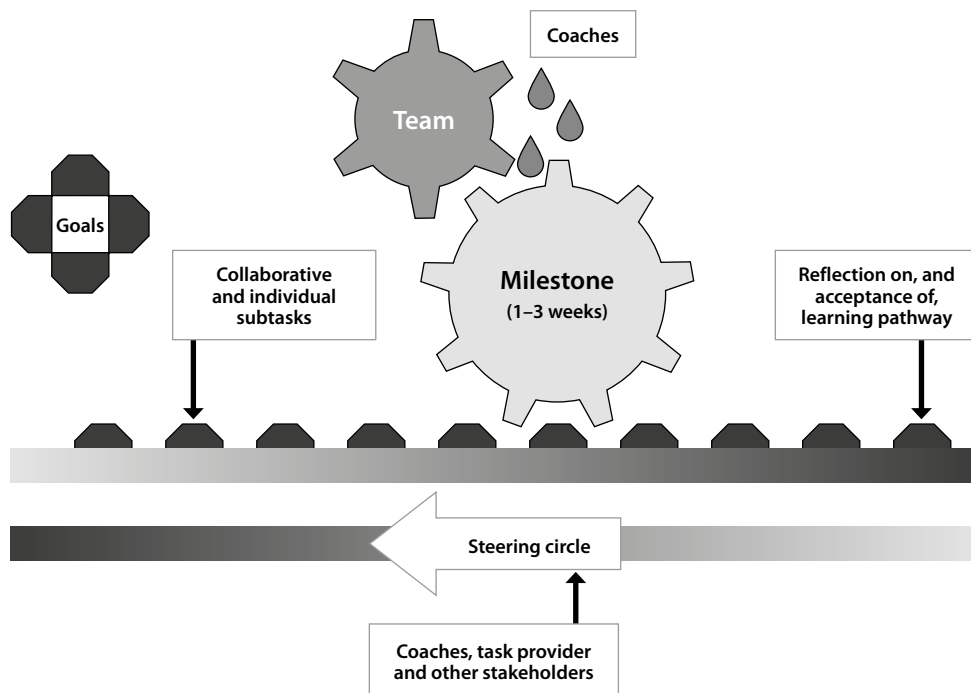 Coaches
Team
Goals
Collaborative
and individual
subtasks
Milestone
(1–3 weeks)
Reflection on, and
acceptance of,
learning pathway
Steering circle
Coaches, task provider
and other stakeholders